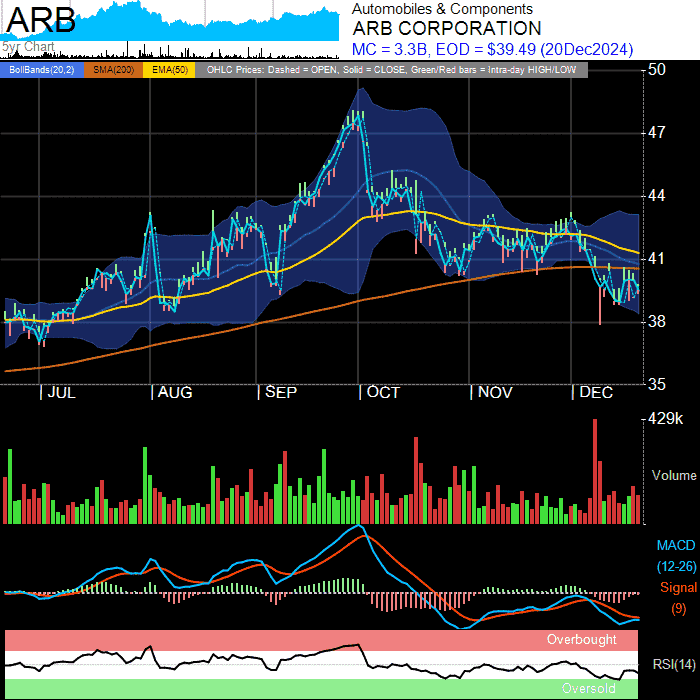 ARB
5yr Chart
Automobiles & Components
ARB CORPORATION
MC = 3.3B, EOD = $39.49 (20Dec2024)
BollBands(20,2) SMA(200) EMA(50) OHLC Prices: Dashed = OPEN, Solid = CLOSE, Green/Red bars = Intra-day HIGH/LOW
50
47
44
41
38
35
JUL AUG SEP OCT NOV DEC
429k
Volume
MACD
(12-26)
Signal
(9)
Overbought
RSI(14)
Oversold